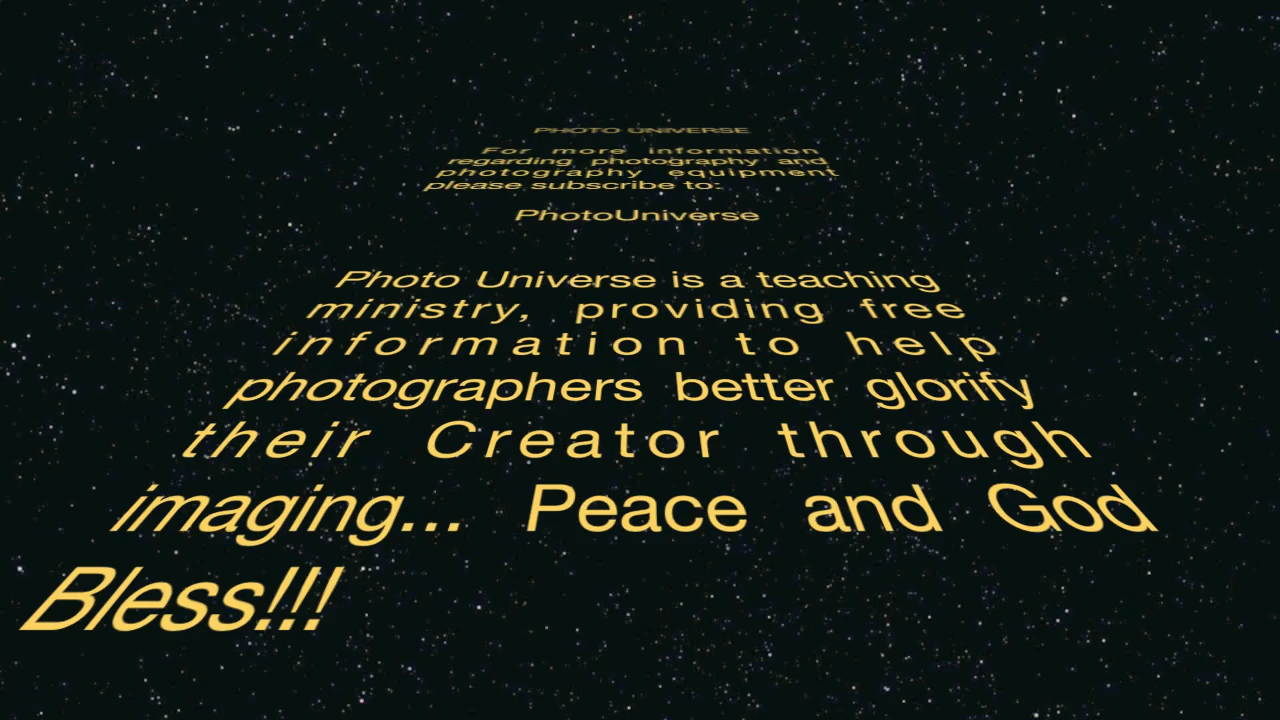 PHOTO UNIVERSE
For more information
regarding photography and
photography equipment
please subscribe to:
PhotoUniverse
Photo Universe is a teaching
ministry, providing free
information to help
photographers better glorify
their Creator through
imaging... Peace and God
Bless!!!